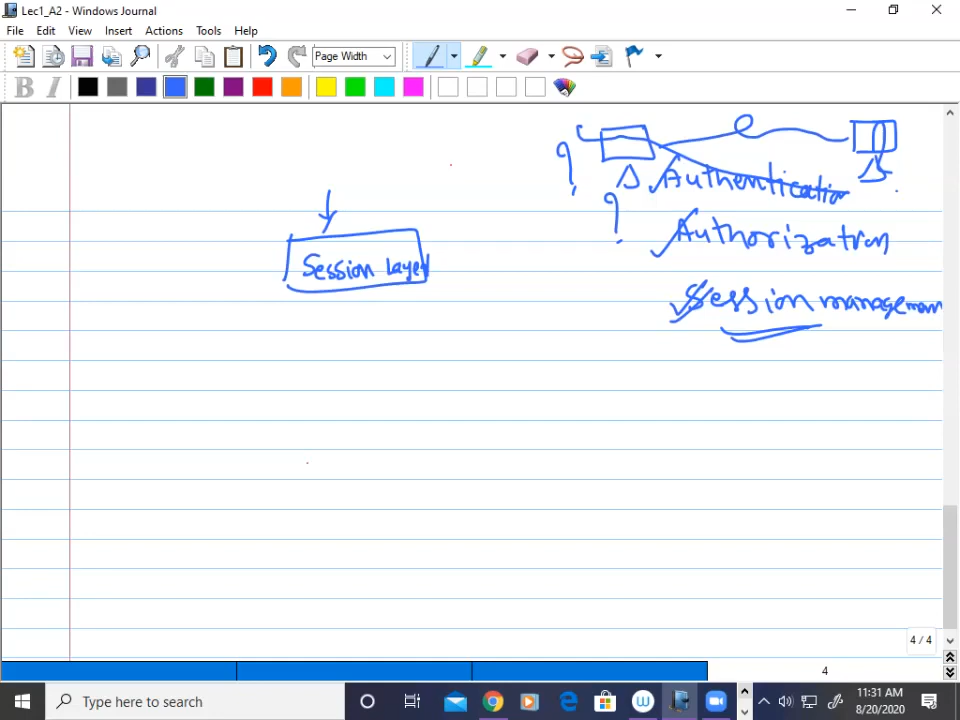 Lec1_A2 - Windows Journal
File Edit View Insert Actions Tools Help
Page Width
B I
? ? Authentication
Authorization
Session layer
Session management
4 / 4
4
Type here to search
11:31 AM
8/20/2020